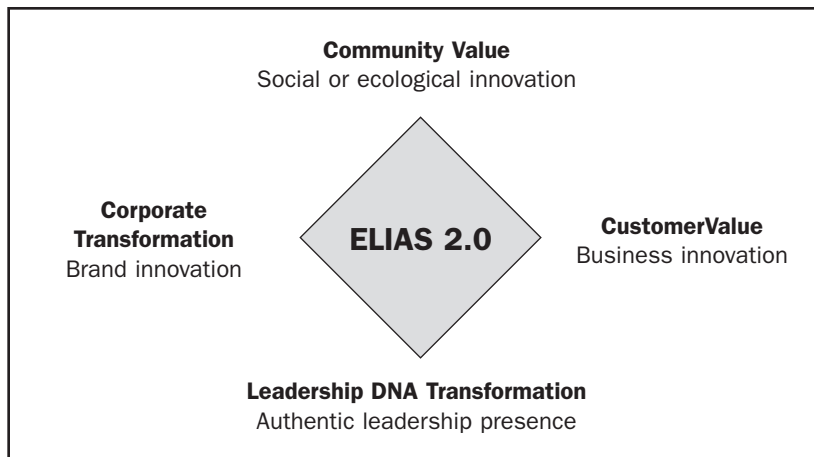 Community Value
Social or ecological innovation
Corporate
Transformation
Brand innovation
ELIAS 2.0
CustomerValue
Business innovation
Leadership DNA Transformation
Authentic leadership presence